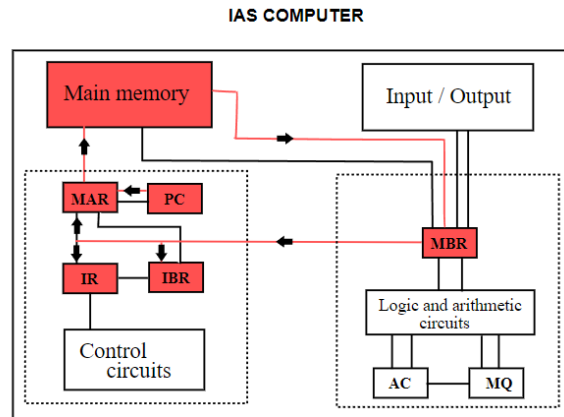 IAS COMPUTER
Main memory
Input / Output
MAR
PC
MBR
IR
IBR
Logic and arithmetic
circuits
Control
circuits
AC
MQ